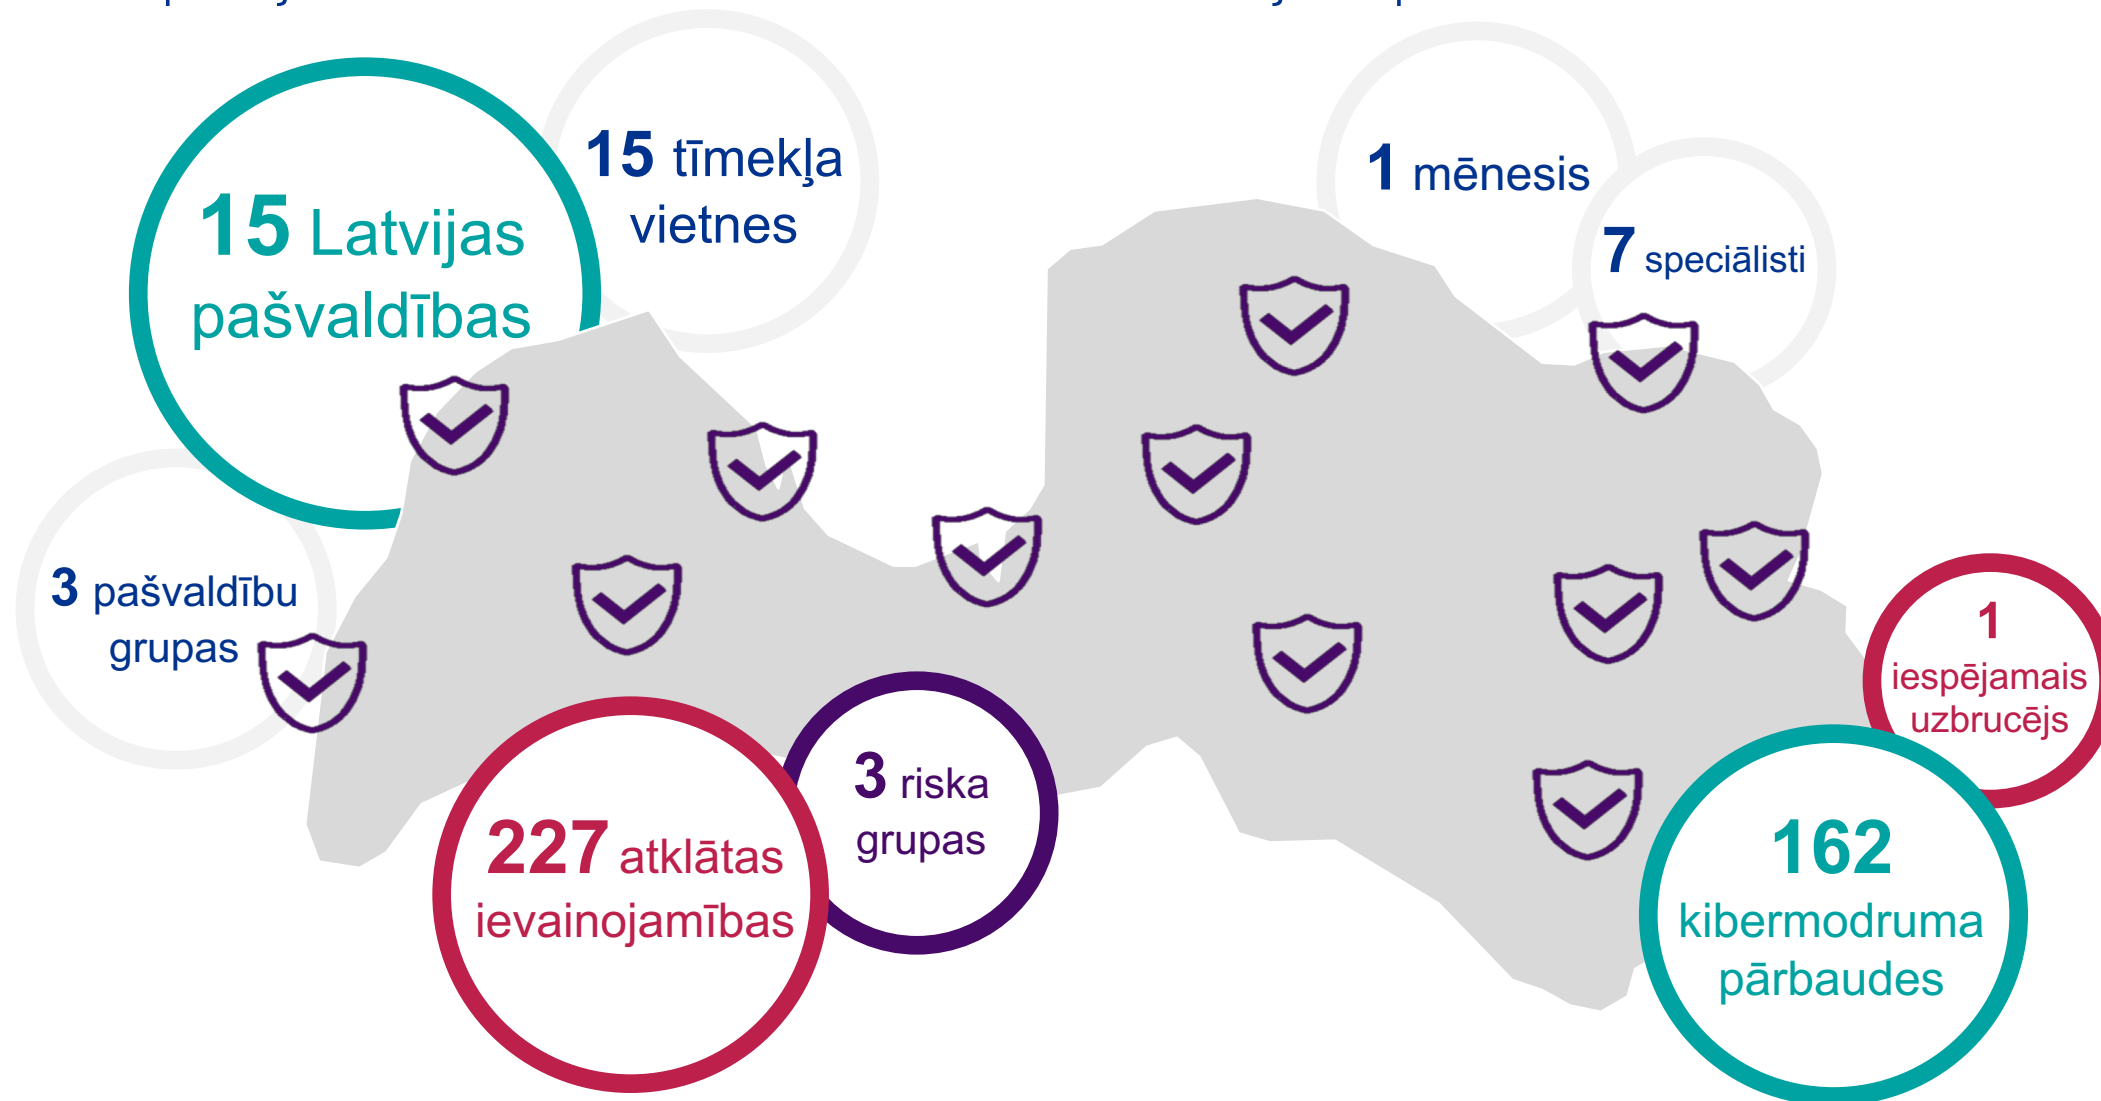 15 Latvijas
pašvaldības
15 tīmekļa
vietnes
1 mēnesis
7 speciālisti
3 pašvaldību
grupas
227 atklātas
ievainojamības
3 riska
grupas
1
iespējamais
uzbrucējs
162
kibermodruma
pārbaudes